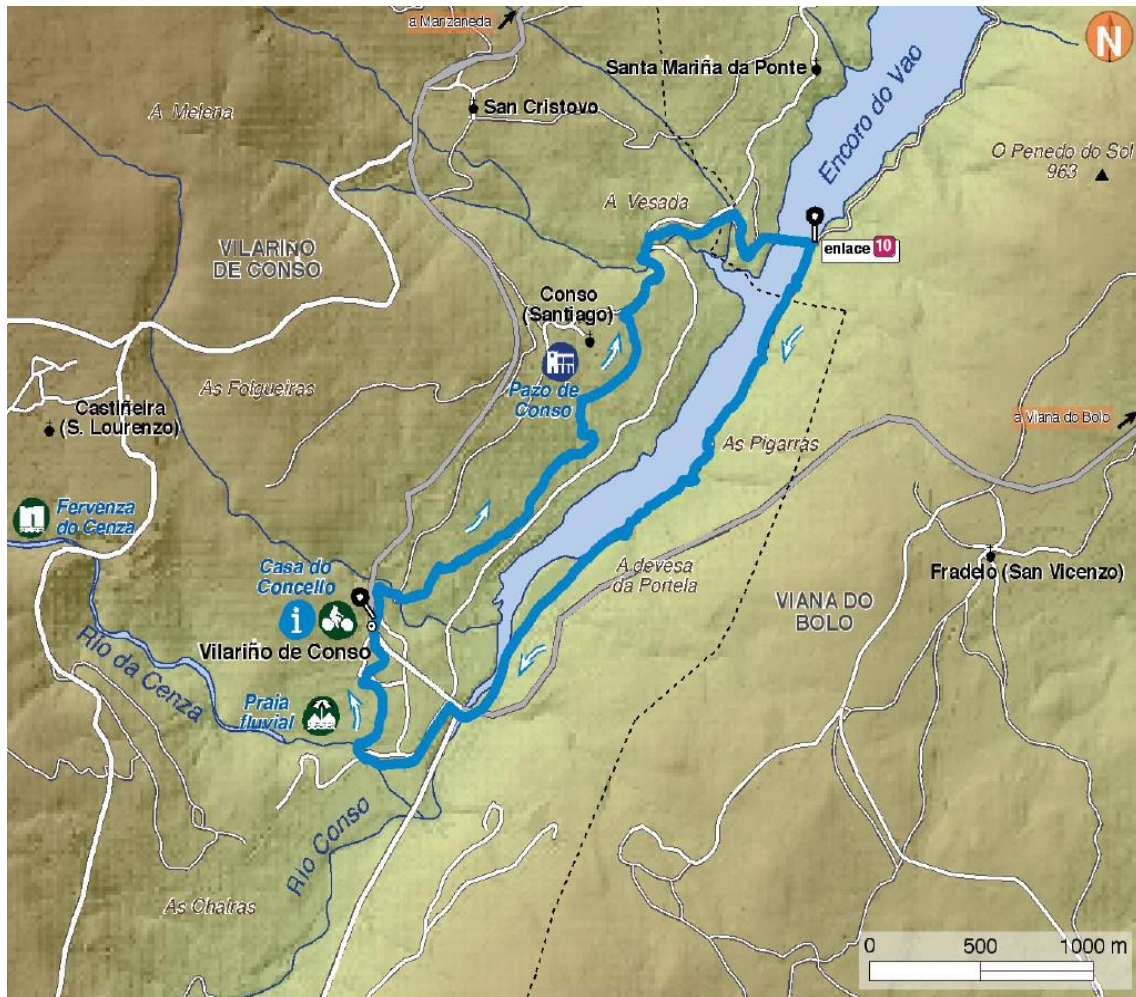 a Manzaneda
N
Santa Mariña da Ponte
San Cristovo
A Melena
Encoro do Vao
O Penedo do Sol
963
A Vesada
VILARIÑO
DE CONSO
enlace 10
Conso
(Santiago)
Pazo de
Conso
As Folgueiras
Castiñeira
(S. Lourenzo)
a Viana do Bolo
As Pigarras
Fervenza
do Cenza
Casa do
Concello
i
A devesa
da Portela
Fradelo (San Vicenzo)
VIANA DO
BOLO
Vilariño de Conso
Río da Cenza
Praia
fluvial
Río Conso
As Chairas
0 500 1000 m